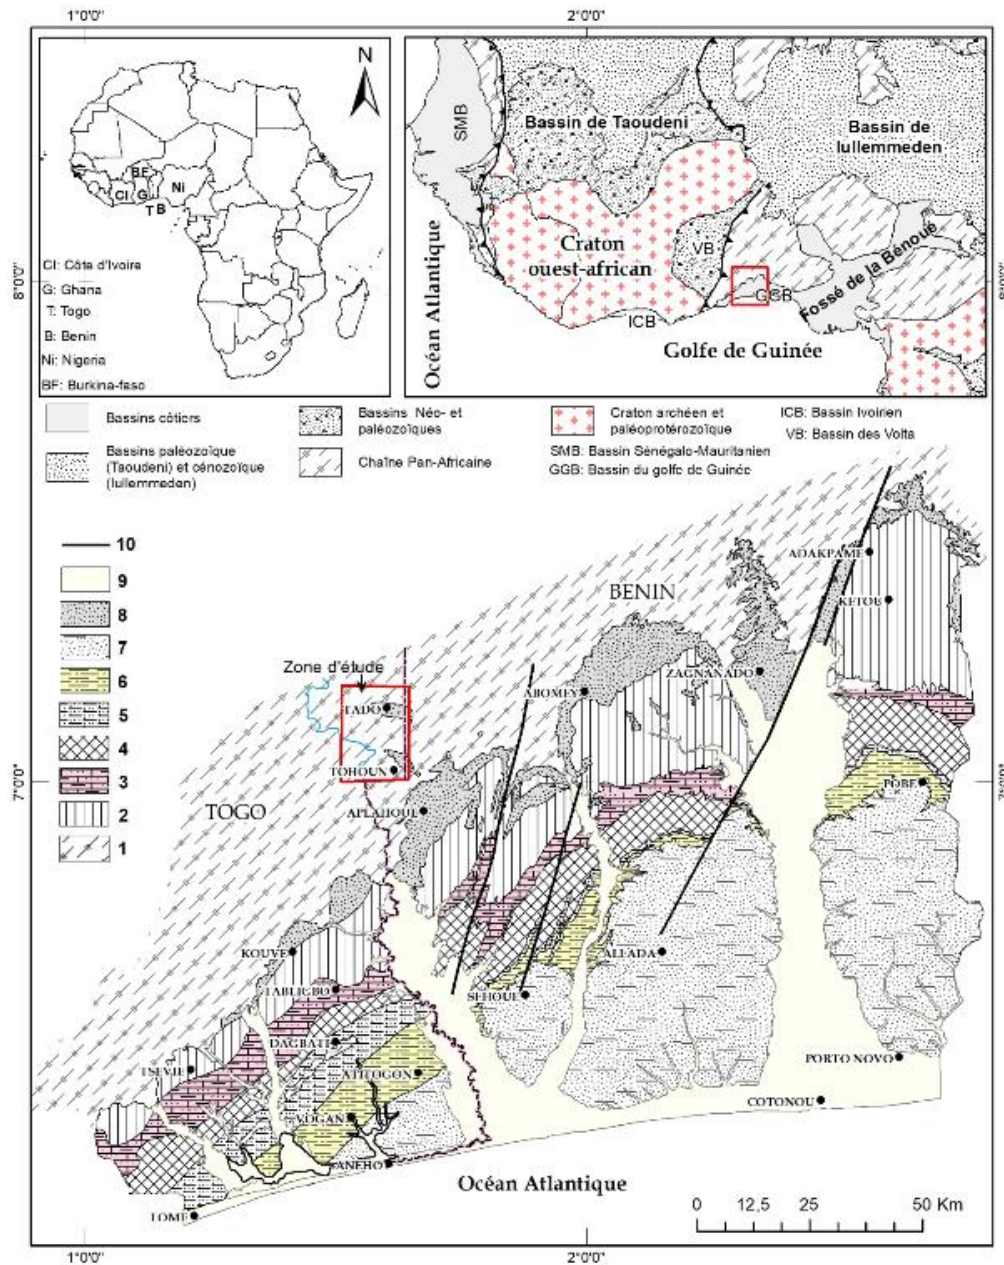 1°0'0"
2°0'0"
N
BF
CI
G
Ni
T
B
CI: Côte d'Ivoire
G: Ghana
T: Togo
B: Benin
Ni: Nigeria
BF: Burkina-faso
SMB
Bassin de Taoudeni
Bassin de
Iullemmeden
Océan Atlantique
Craton
ouest-african
VB
GGB
Fossé de la Bénoué
ICB
Golfe de Guinée
8°0'0"
Bassins côtiers
Bassins paléozoïque
(Taoudeni) et cénozoïque
(Iullemmeden)
Bassins Néo- et
paléozoïques
Chaîne Pan-Africaine
Craton archéen et
paléoprotérozoïque
SMB: Bassin Sénégalo-Mauritanien
GGB: Bassin du golfe de Guinée
ICB: Bassin Ivoirien
VB: Bassin des Volta
10
9
8
7
6
5
4
3
2
1
BENIN
ADAKPAME
KETOU
Zone d'étude
TADO
TOHOUN
ABOMEY
ZAGNANADO
7°0'0"
TOGO
APLAHOUE
POBE
KOUVE
TABLIGBO
ALLADA
SEHOUE
DAGBATI
TSEVIE
ATITOGON
PORTO NOVO
VOGAN
COTONOU
ANEHO
LOME
Océan Atlantique
0 12,5 25 50 Km
1°0'0"
2°0'0"